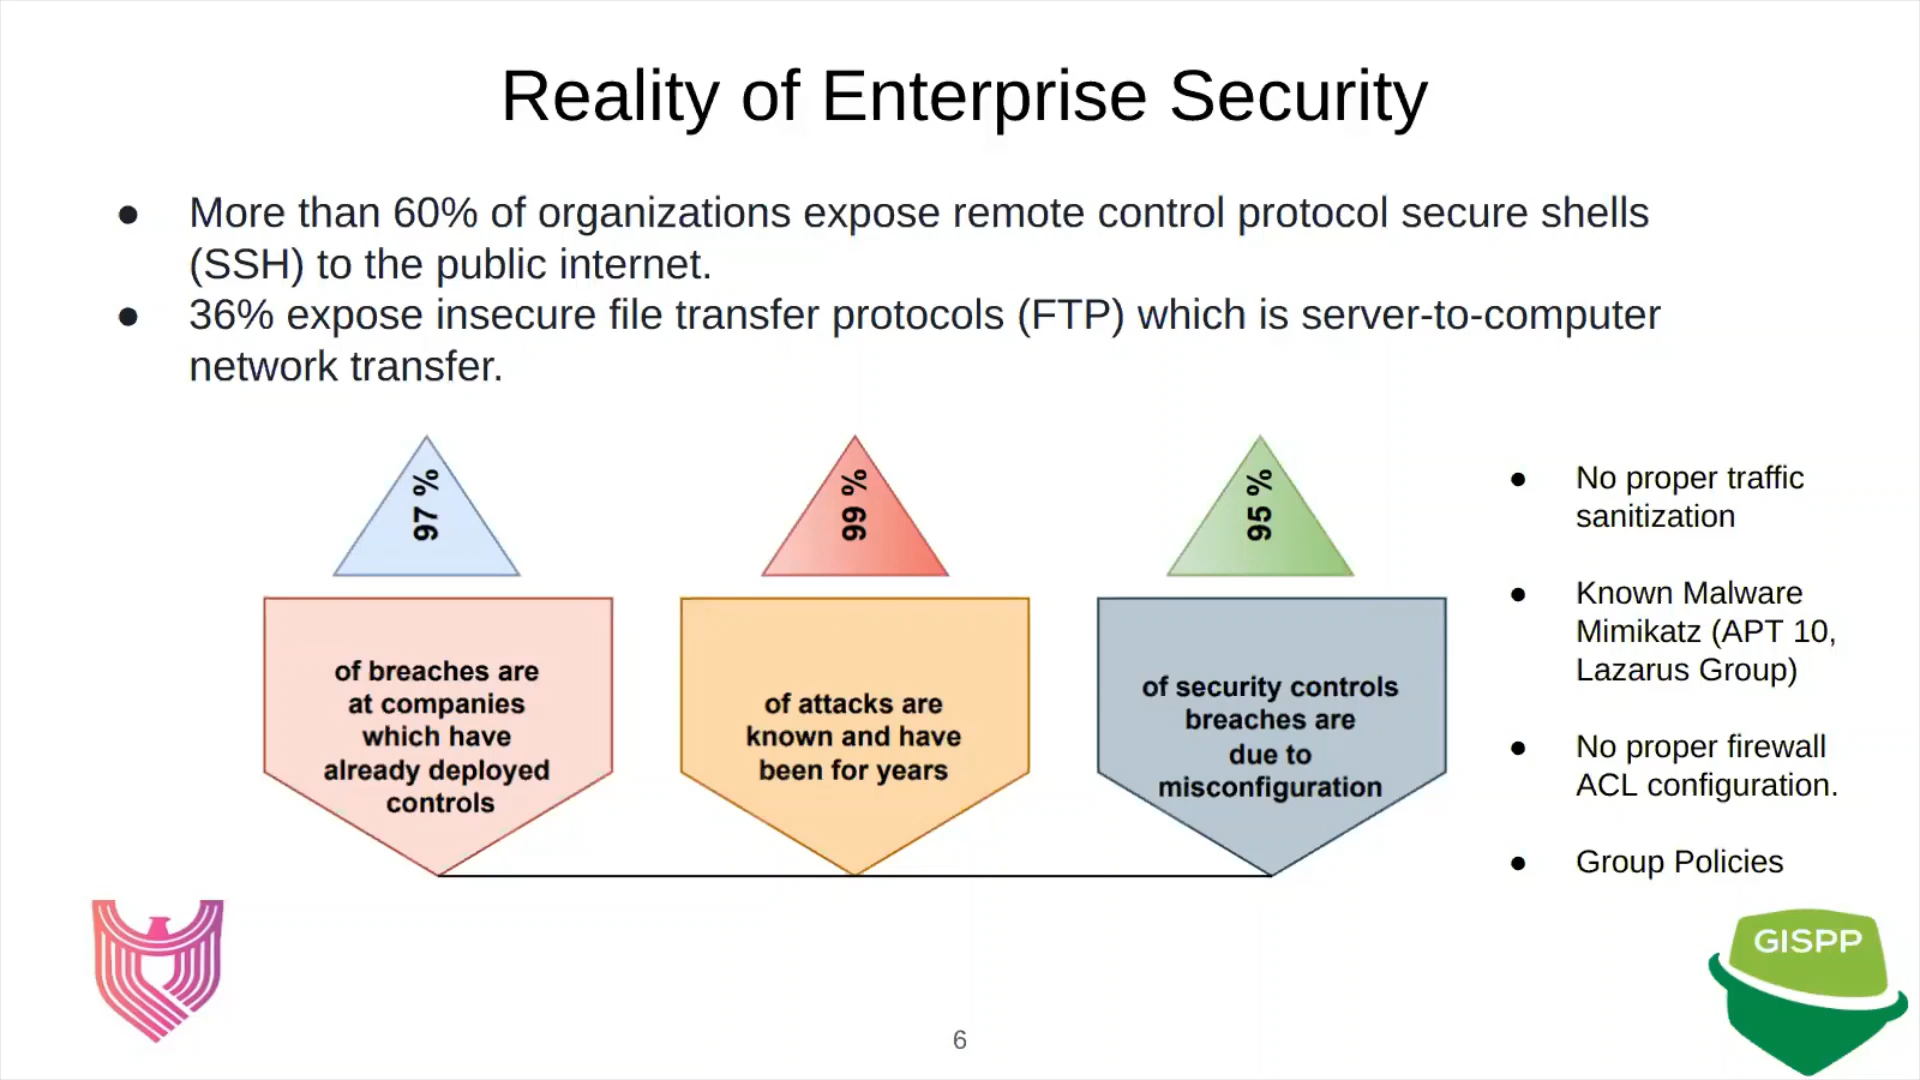 Reality of Enterprise Security
● More than 60% of organizations expose remote control protocol secure shells
(SSH) to the public internet.
● 36% expose insecure file transfer protocols (FTP) which is server-to-computer
network transfer.
97 %
of breaches are
at companies
which have
already deployed
controls
99 %
of attacks are
known and have
been for years
95 %
of security controls
breaches are
due to
misconfiguration
● No proper traffic
sanitization
● Known Malware
Mimikatz (APT 10,
Lazarus Group)
● No proper firewall
ACL configuration.
● Group Policies
GISPP
6